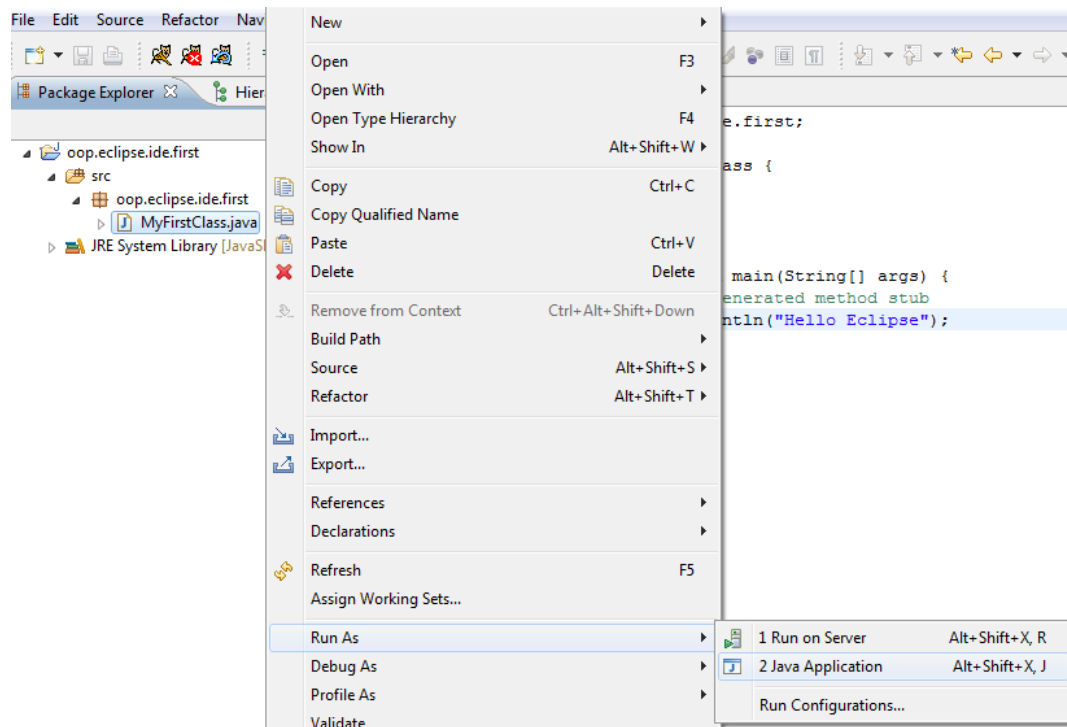 File Edit Source Refactor Nav
Package Explorer Hier
oop.eclipse.ide.first
src
oop.eclipse.ide.first
MyFirstClass.java
JRE System Library [JavaS
New
Open F3
Open With
Open Type Hierarchy F4
Show In Alt+Shift+W
Copy Ctrl+C
Copy Qualified Name
Paste Ctrl+V
Delete Delete
Remove from Context Ctrl+Alt+Shift+Down
Build Path
Source Alt+Shift+S
Refactor Alt+Shift+T
Import...
Export...
References
Declarations
Refresh F5
Assign Working Sets...
Run As
Debug As
Profile As
Validate
1 Run on Server Alt+Shift+X, R
2 Java Application Alt+Shift+X, J
Run Configurations...
e.first;
ass {
main(String[] args) {
enerated method stub
ntln("Hello Eclipse");